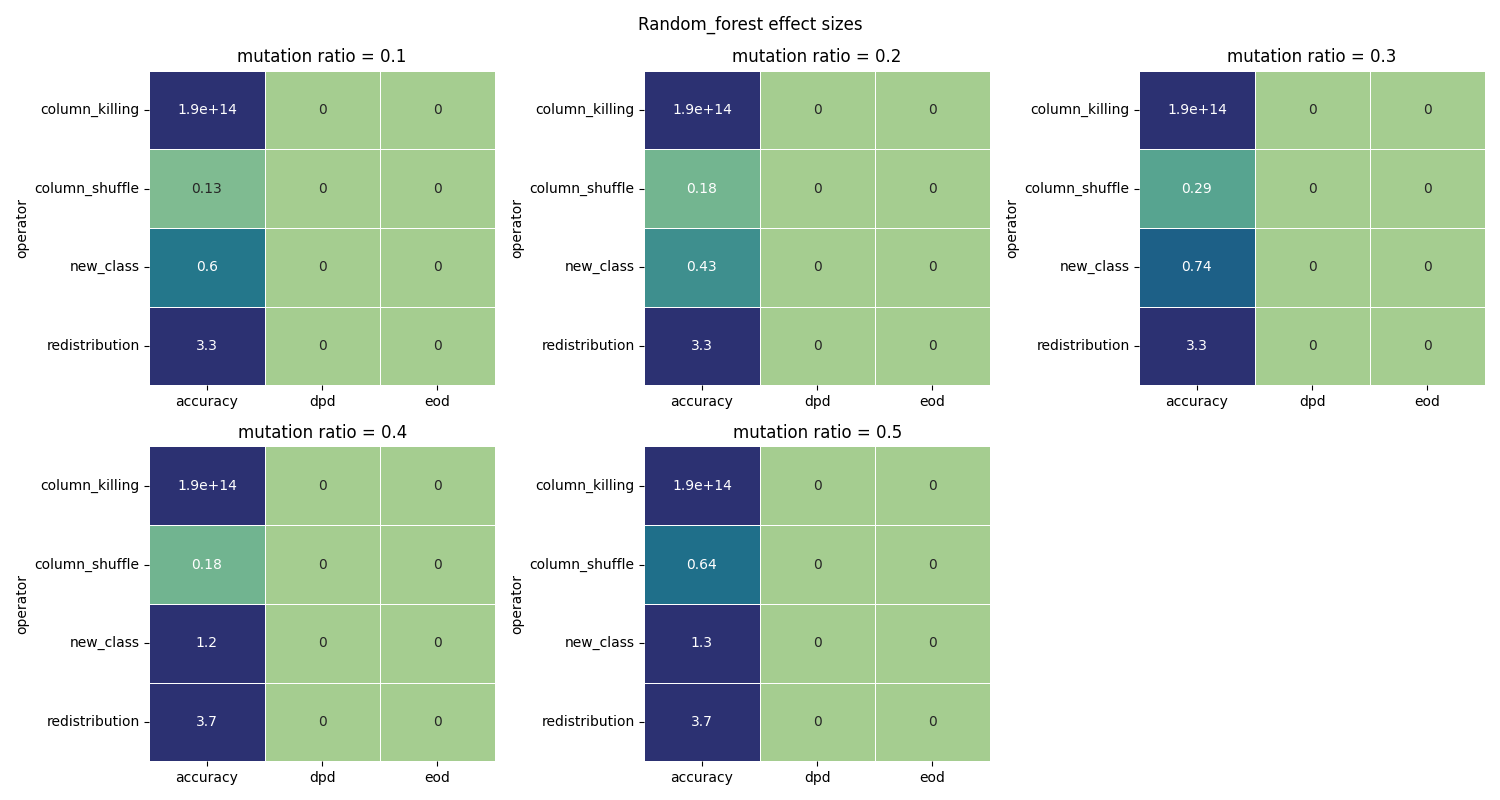 Random_forest effect sizes
mutation ratio = 0.1
column_killing 1.9e+14 0 0
column_shuffle 0.13 0 0
new_class 0.6 0 0
redistribution 3.3 0 0
operator
accuracy dpd eod
mutation ratio = 0.2
column_killing 1.9e+14 0 0
column_shuffle 0.18 0 0
new_class 0.43 0 0
redistribution 3.3 0 0
operator
accuracy dpd eod
mutation ratio = 0.3
column_killing 1.9e+14 0 0
column_shuffle 0.29 0 0
new_class 0.74 0 0
redistribution 3.3 0 0
operator
accuracy dpd eod
mutation ratio = 0.4
column_killing 1.9e+14 0 0
column_shuffle 0.18 0 0
new_class 1.2 0 0
redistribution 3.7 0 0
operator
accuracy dpd eod
mutation ratio = 0.5
column_killing 1.9e+14 0 0
column_shuffle 0.64 0 0
new_class 1.3 0 0
redistribution 3.7 0 0
operator
accuracy dpd eod